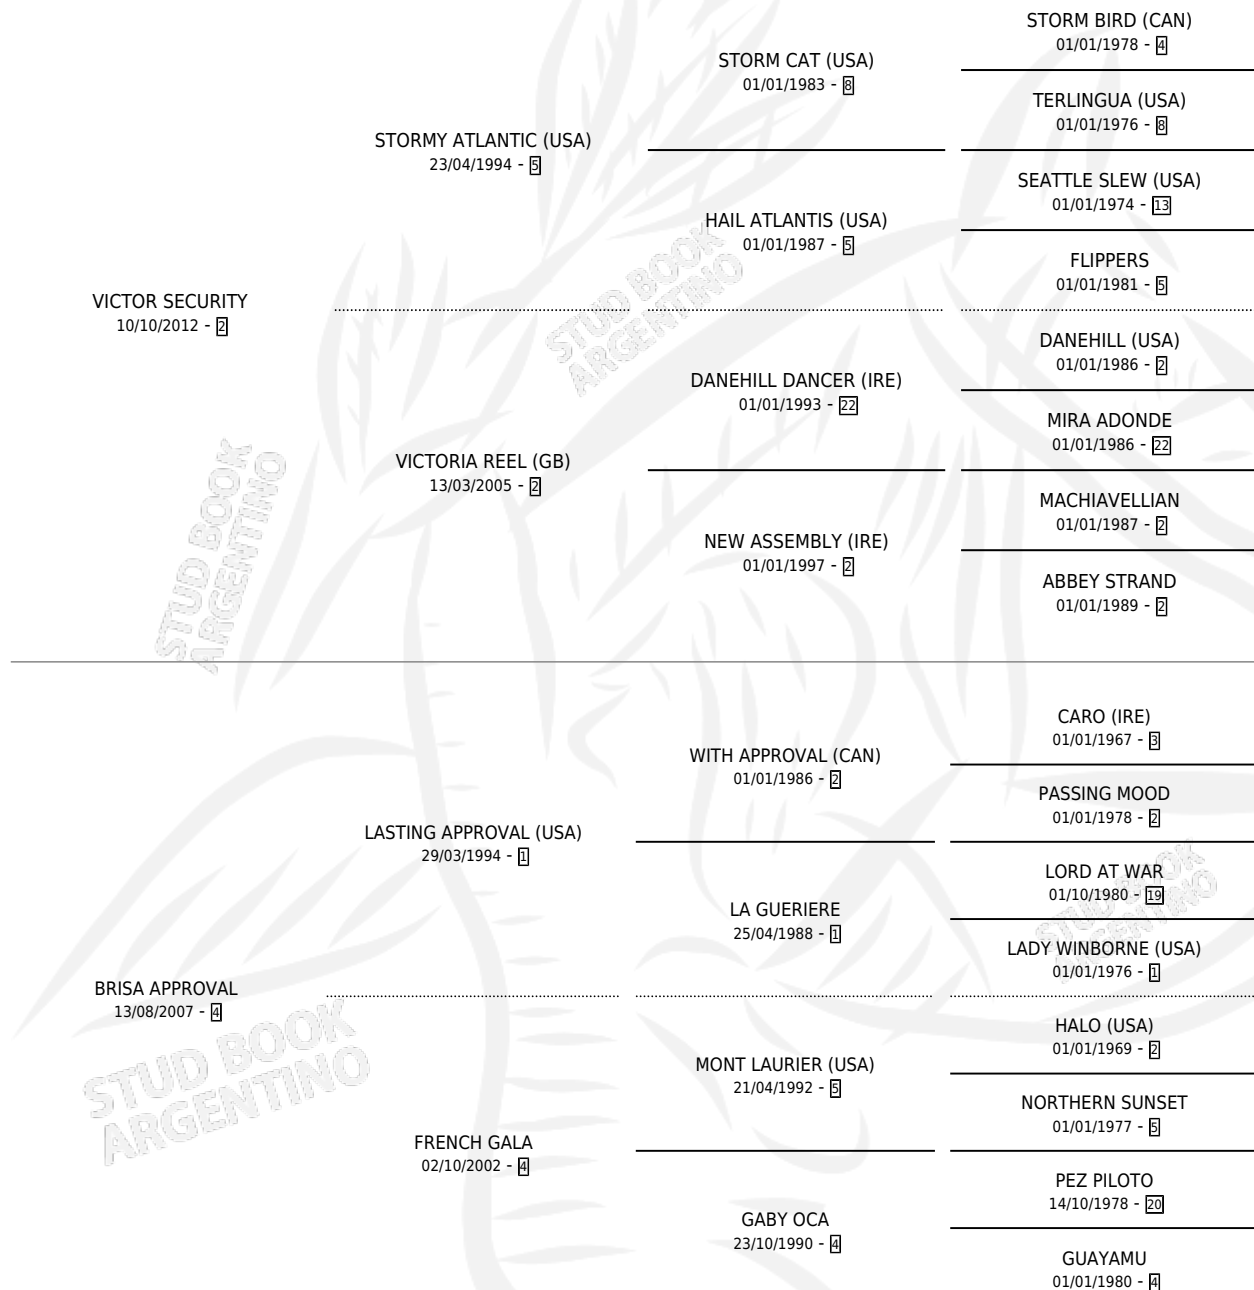 STORM BIRD (CAN)
01/01/1978 - 4
STORM CAT (USA)
01/01/1983 - 8
TERLINGUA (USA)
01/01/1976 - 8
STORMY ATLANTIC (USA)
23/04/1994 - 5
SEATTLE SLEW (USA)
01/01/1974 - 13
HAIL ATLANTIS (USA)
01/01/1987 - 5
FLIPPERS
01/01/1981 - 5
VICTOR SECURITY
10/10/2012 - 2
STUD BOOK
ARGENTINO
DANEHILL (USA)
01/01/1986 - 2
DANEHILL DANCER (IRE)
01/01/1993 - 22
MIRA ADONDE
01/01/1986 - 22
VICTORIA REEL (GB)
13/03/2005 - 2
MACHIAVELLIAN
01/01/1987 - 2
NEW ASSEMBLY (IRE)
01/01/1997 - 2
ABBEY STRAND
01/01/1989 - 2
STUD BOOK
ARGENTINO
CARO (IRE)
01/01/1967 - 3
WITH APPROVAL (CAN)
01/01/1986 - 2
PASSING MOOD
01/01/1978 - 2
LASTING APPROVAL (USA)
29/03/1994 - 1
LORD AT WAR
01/10/1980 - 19
LA GUERIERE
25/04/1988 - 1
STUD BOOK
ARGENTINO
LADY WINBORNE (USA)
01/01/1976 - 1
BRISA APPROVAL
13/08/2007 - 4
HALO (USA)
01/01/1969 - 2
MONT LAURIER (USA)
21/04/1992 - 5
STUD BOOK
ARGENTINO
NORTHERN SUNSET
01/01/1977 - 5
FRENCH GALA
02/10/2002 - 4
PEZ PILOTO
14/10/1978 - 20
GABY OCA
23/10/1990 - 4
GUAYAMU
01/01/1980 - 4